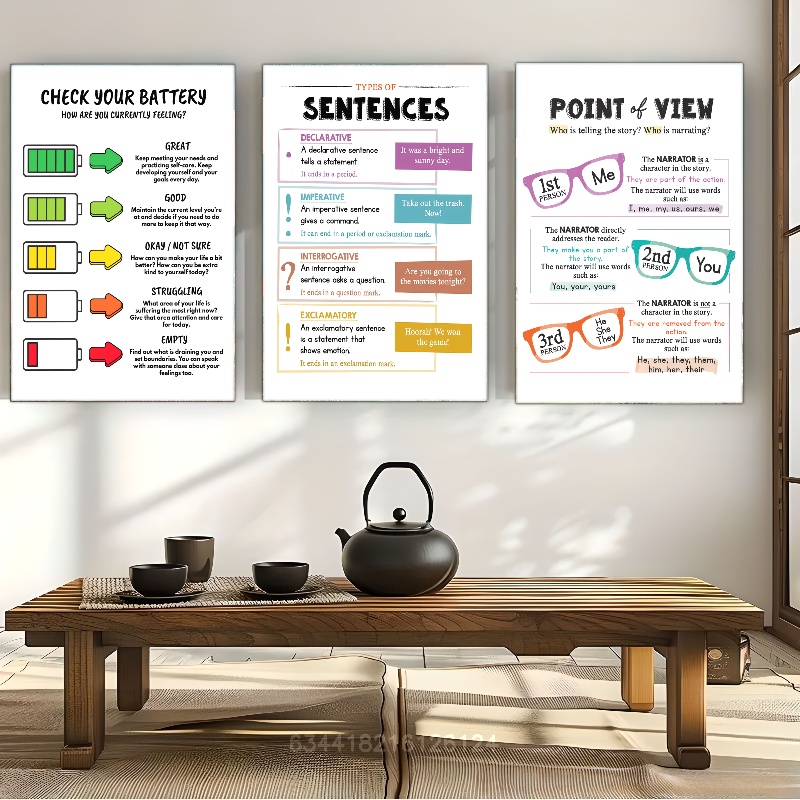 CHECK YOUR BATTERY
HOW ARE YOU CURRENTLY FEELING?
GREAT
Keep meeting your needs and
practicing self-care. Keep
developing yourself and your
goals every day.
GOOD
Maintain the current level you're
at and decide if you need to do
more to keep it that way.
OKAY / NOT SURE
How can you make your life a bit
better? How can you be extra
kind to yourself today?
STRUGGLING
What area of your life is
suffering the most right now?
Give that area attention and care
for today.
EMPTY
Find out what is draining you and
set boundaries. You can speak
with someone close about your
feelings too.
TYPES OF
SENTENCES
DECLARATIVE
A declarative sentence
tells a statement.
It ends in a period.
It was a bright and
sunny day.
IMPERATIVE
An imperative sentence
gives a command.
It can end in a period or exclamation mark.
Take out the trash.
Now!
INTERROGATIVE
An interrogative
sentence asks a question.
It ends in a question mark.
Are you going to
the movies tonight?
EXCLAMATORY
An exclamatory sentence
is a statement that
shows emotion.
It ends in an exclamation mark.
Hoorah! We won
the game!
POINT of VIEW
Who is telling the story? Who is narrating?
1st
PERSON
Me
The NARRATOR is a
character in the story.
They are part of the action.
The narrator will use words
such as:
I, me, my, us, ours, we
The NARRATOR directly
addresses the reader.
They make you a part of
the story.
The narrator will use words
such as:
You, your, yours
2nd
PERSON
You
3rd
PERSON
He
She
They
The NARRATOR is not a
character in the story.
They are removed from the
action.
The narrator will use words
such as:
He, she, they, them,
him, her, their